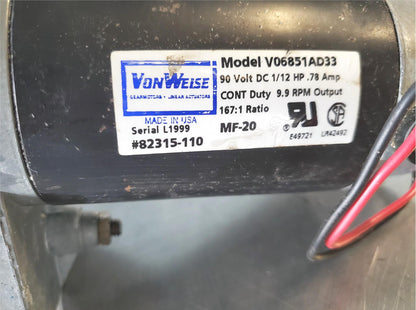 VONWEISE
GEARMOTORS • LINEAR ACTUATORS
MADE IN USA
Serial L1999
#82315-110
Model V06851AD33
90 Volt DC 1/12 HP .78 Amp
CONT Duty 9.9 RPM Output
167:1 Ratio
MF-20
E49721 LR42492